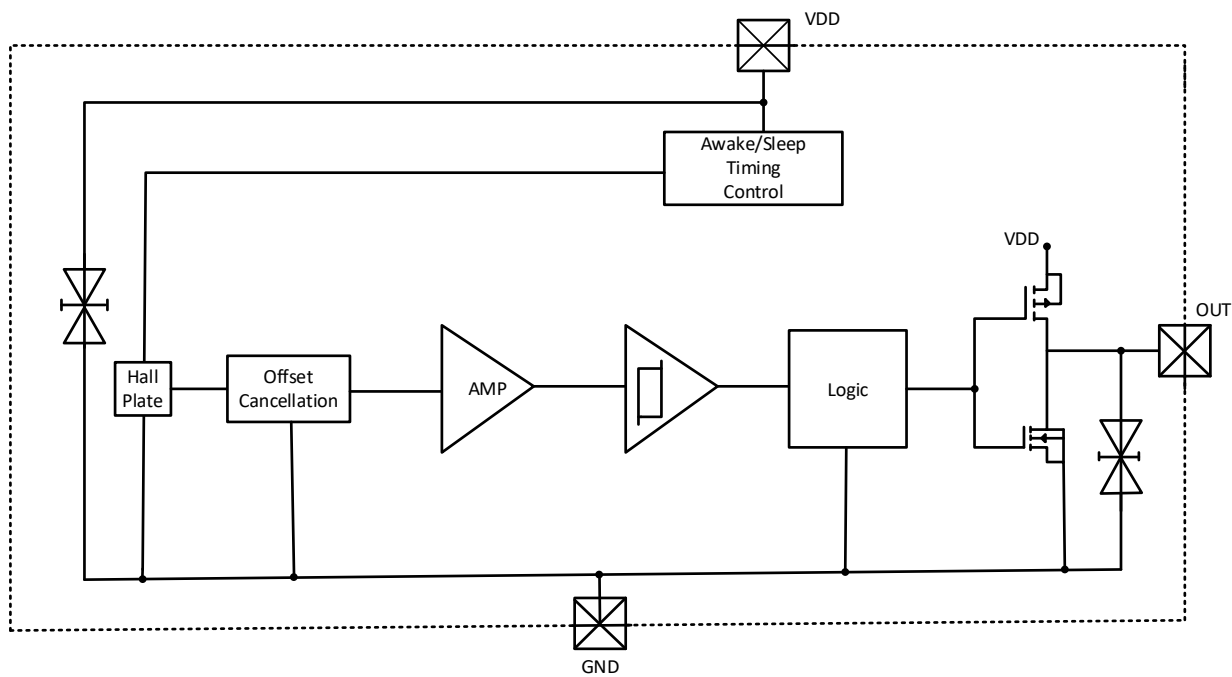 VDD
Awake/Sleep
Timing
Control
VDD
OUT
Hall
Plate
Offset
Cancellation
AMP
Logic
GND